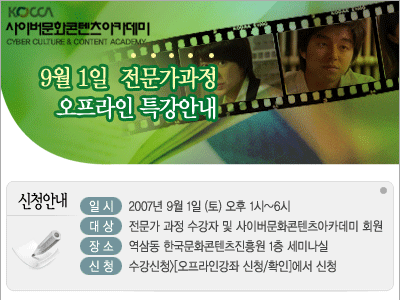 KOCCA
사이버문화콘텐츠아카데미
CYBER CULTURE & CONTENT ACADEMY
9월 1일 전문가과정
오프라인 특강안내
신청안내
일 시 2007년 9월 1일 (토) 오후 1시~6시
대 상 전문가 과정 수강자 및 사이버문화콘텐츠아카데미 회원
장 소 역삼동 한국문화콘텐츠진흥원 1층 세미나실
신 청 수강신청>[오프라인강좌 신청/확인]에서 신청